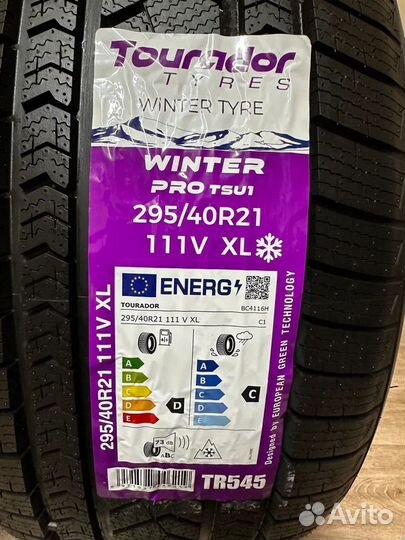 Tourador
TYRES
WINTER TYRE
WINTER
PRO TSU1
295/40R21
111V XL
ENERG
TOURADOR
BC4116H
295/40R21 111 V XL
C1
A
B
C
D
E
D
A
B
C
D
E
C
73 dB
ABC
TR545
295/40R21 111V XL
Designed by EUROPEAN GREEN TECHNOLOGY
Avito